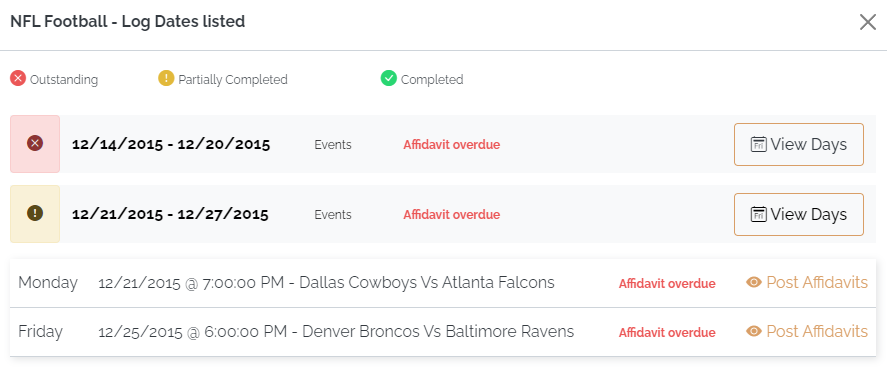 NFL Football - Log Dates listed
Outstanding Partially Completed Completed
12/14/2015 - 12/20/2015 Events Affidavit overdue Fri View Days
12/21/2015 - 12/27/2015 Events Affidavit overdue Fri View Days
Monday 12/21/2015 @ 7:00:00 PM - Dallas Cowboys Vs Atlanta Falcons Affidavit overdue Post Affidavits
Friday 12/25/2015 @ 6:00:00 PM - Denver Broncos Vs Baltimore Ravens Affidavit overdue Post Affidavits